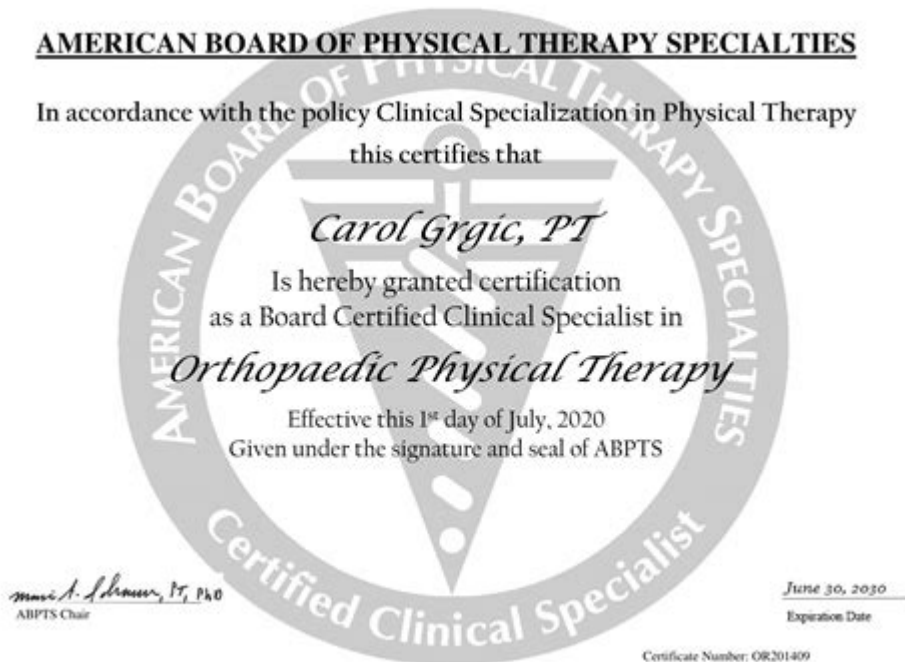 AMERICAN BOARD OF PHYSICAL THERAPY SPECIALTIES
AMERICAN BOARD OF PHYSICAL THERAPY SPECIALTIES
In accordance with the policy Clinical Specialization in Physical Therapy
this certifies that
Carol Grgic, PT
Is hereby granted certification
as a Board Certified Clinical Specialist in
Orthopaedic Physical Therapy
Effective this 1st day of July, 2020
Given under the signature and seal of ABPTS
Certified Clinical Specialist
PT, PhD
ABPTS Chair
June 30, 2030
Expiration Date
Certificate Number: OR201409